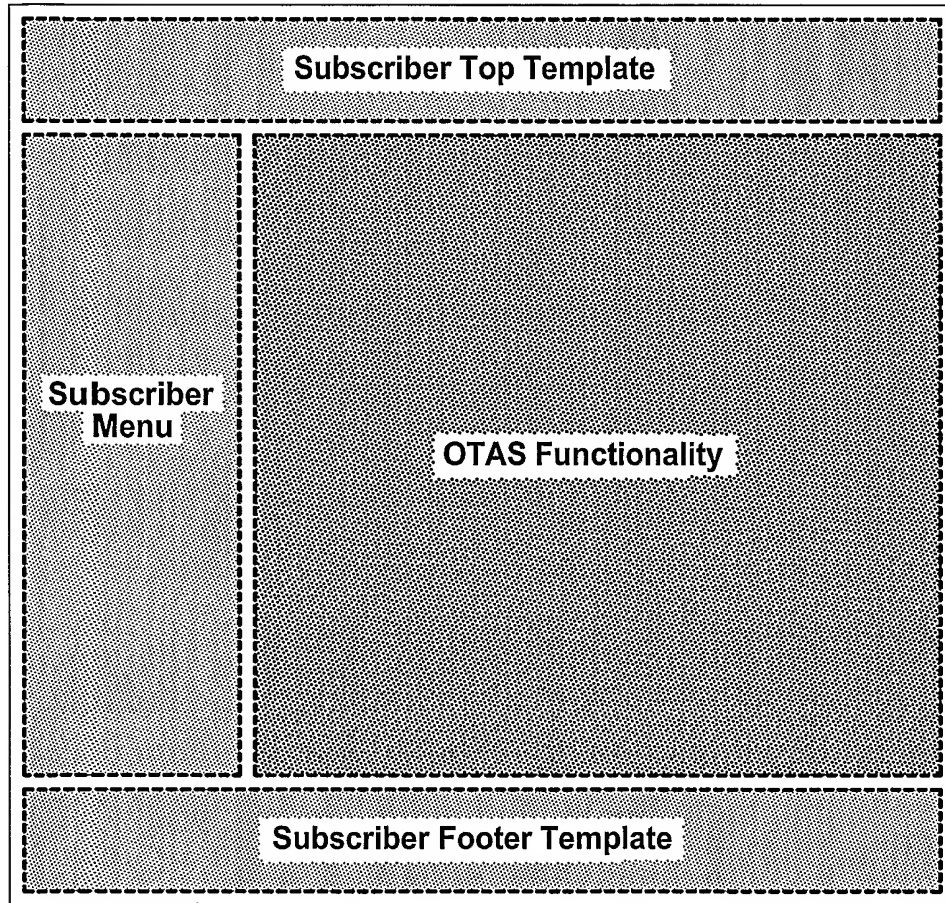 Subscriber Top Template
Subscriber
Menu
OTAS Functionality
Subscriber Footer Template